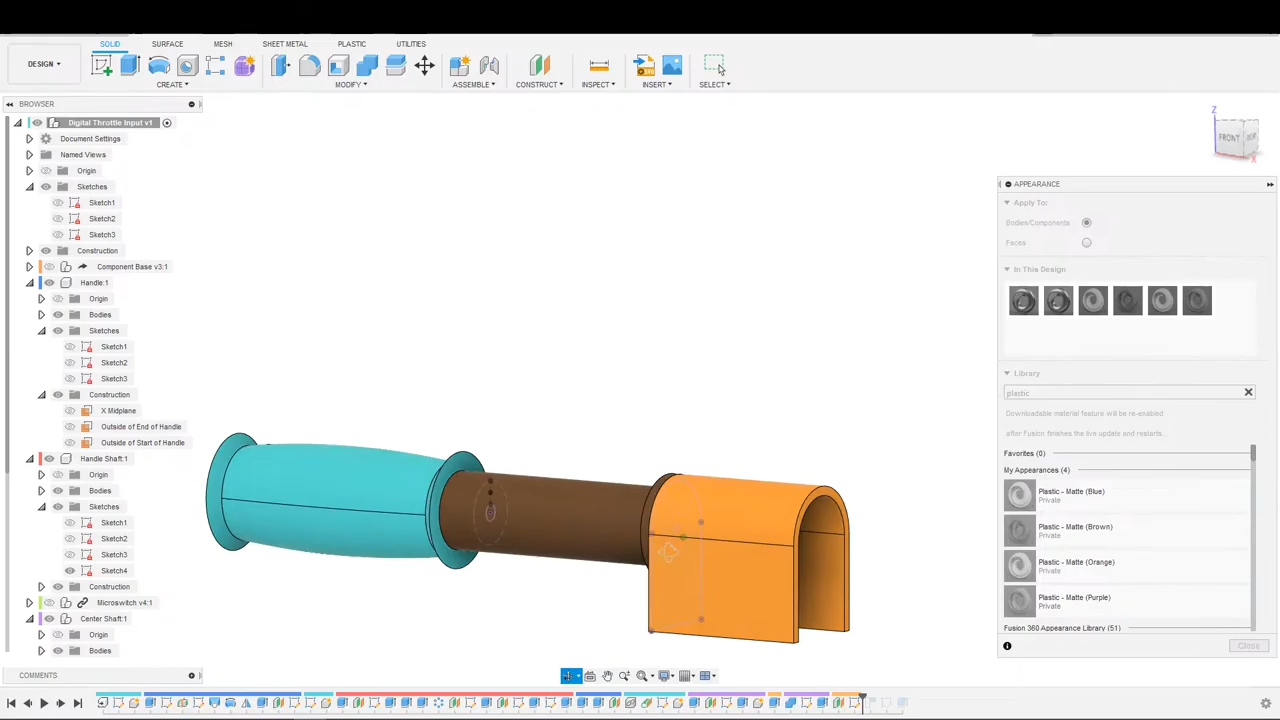 SOLID SURFACE MESH SHEET METAL PLASTIC UTILITIES
DESIGN
CREATE MODIFY ASSEMBLE CONSTRUCT INSPECT INSERT SELECT
BROWSER
Digital Throttle Input v1
Document Settings
Named Views
Origin
Sketches
Sketch1
Sketch2
Sketch3
Construction
Component Base v3:1
Handle:1
Origin
Bodies
Sketches
Sketch1
Sketch2
Sketch3
Construction
X Midplane
Outside of End of Handle
Outside of Start of Handle
Handle Shaft:1
Origin
Bodies
Sketches
Sketch1
Sketch2
Sketch3
Sketch4
Construction
Microswitch v4:1
Center Shaft:1
Origin
Bodies
COMMENTS
Z
FRONT
X
APPEARANCE
Apply To:
Bodies/Components
Faces
In This Design
Library
plastic
Downloadable material feature will be re-enabled
after Fusion finishes the live update and restarts...
Favorites (0)
My Appearances (4)
Plastic - Matte (Blue)
Private
Plastic - Matte (Brown)
Private
Plastic - Matte (Orange)
Private
Plastic - Matte (Purple)
Private
Fusion 360 Appearance Library (51)
Close